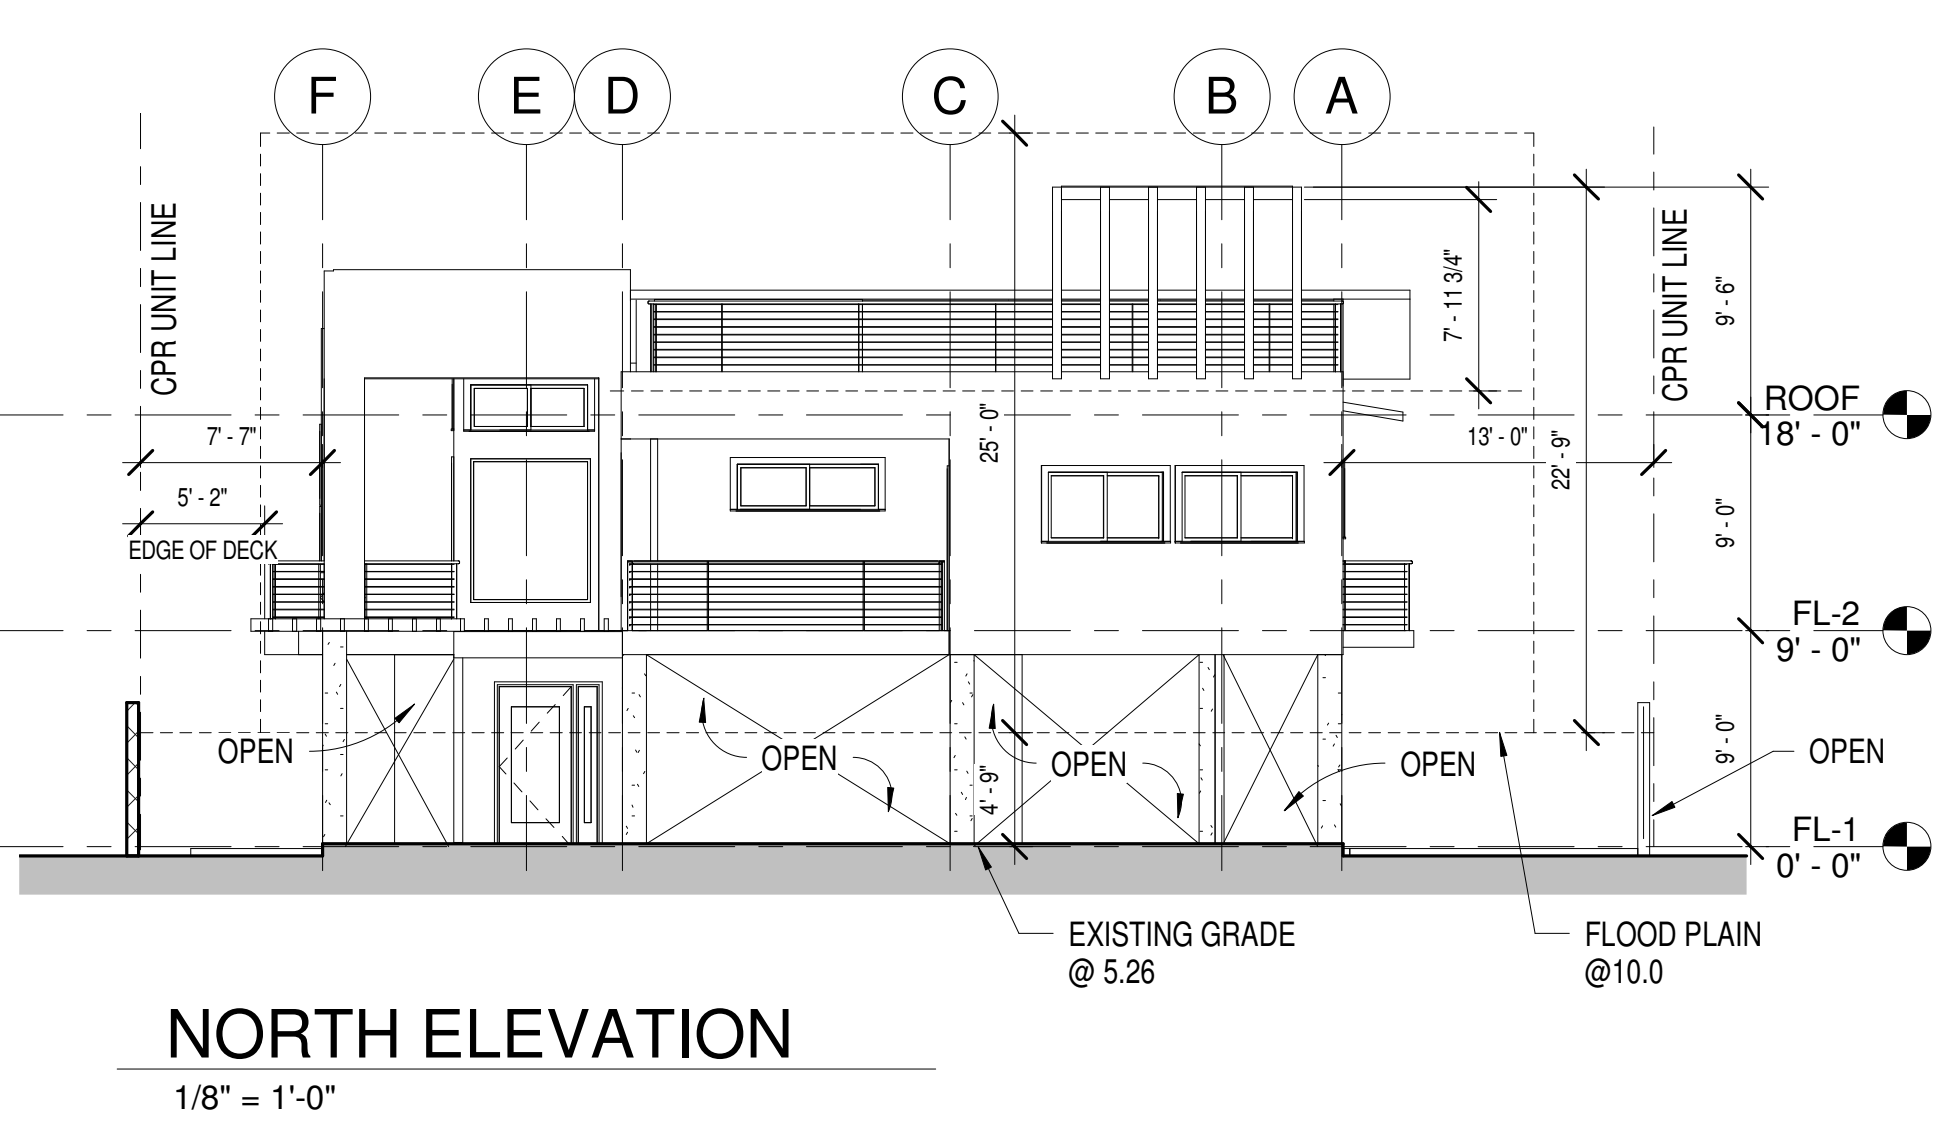 F
E
D
C
B
A
CPR UNIT LINE
CPR UNIT LINE
7' - 11 3/4"
9' - 6"
ROOF
18' - 0"
7' - 7"
25' - 0"
13' - 0"
22' - 9"
5' - 2"
EDGE OF DECK
9' - 0"
FL-2
9' - 0"
OPEN
OPEN
OPEN
OPEN
OPEN
4' - 9"
9' - 0"
FL-1
0' - 0"
EXISTING GRADE
@ 5.26
FLOOD PLAIN
@10.0
NORTH ELEVATION
1/8" = 1'-0"